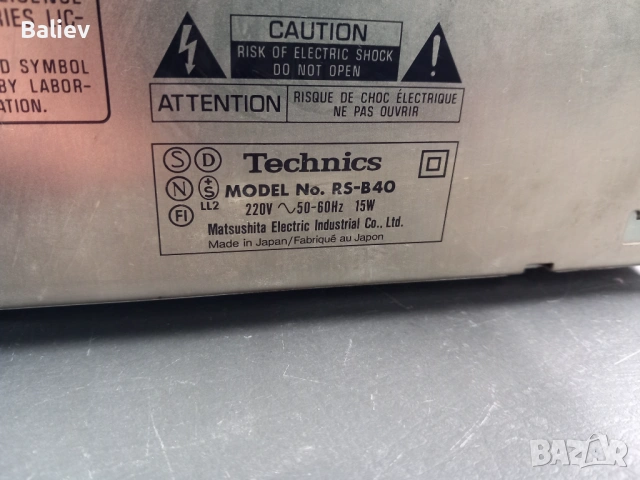 Baliev
RIES LIC-
D SYMBOL
BY LABOR-
ATION.
CAUTION
RISK OF ELECTRIC SHOCK
DO NOT OPEN
ATTENTION
RISQUE DE CHOC ÉLECTRIQUE
NE PAS OUVRIR
S D Technics
N +S MODEL No. RS-B40
LL2 220V ~50-60Hz 15W
FI Matsushita Electric Industrial Co., Ltd.
Made in Japan/Fabriqué au Japon
BAZAR